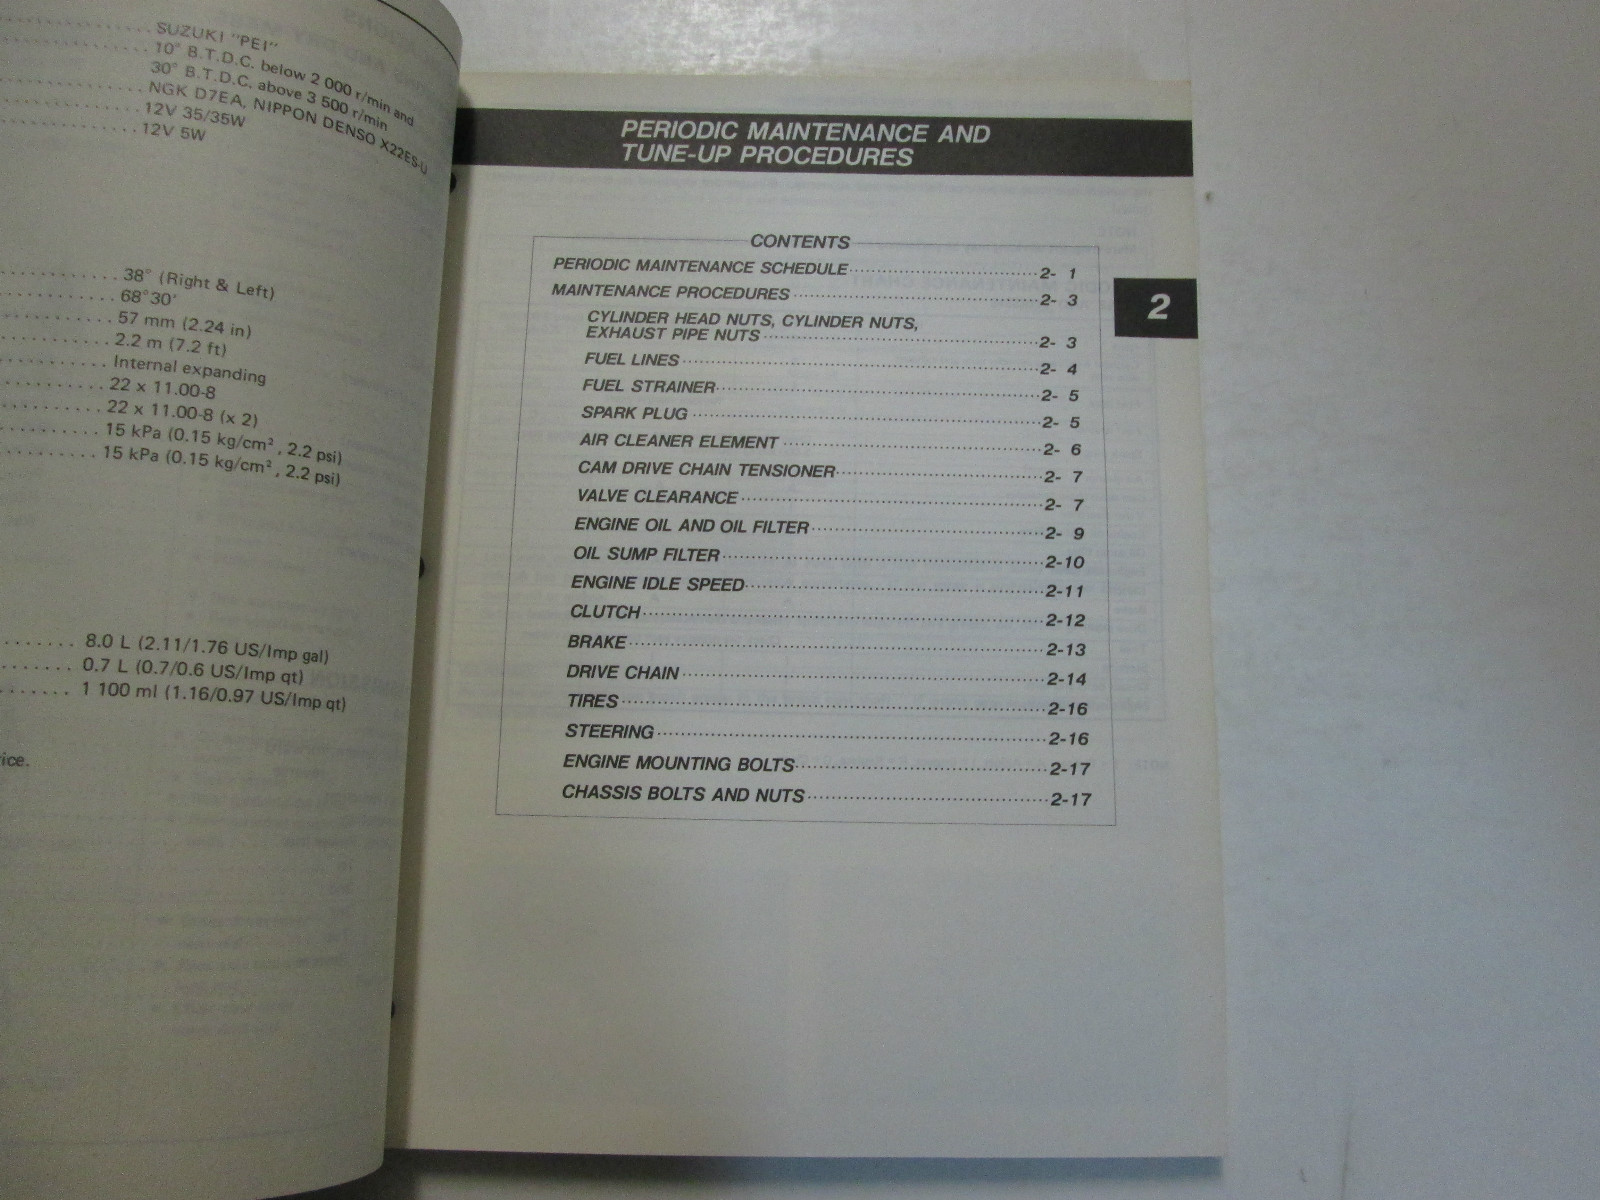 SUZUKI "PEI"
10° B.T.D.C. below 2 000 r/min and
30° B.T.D.C. above 3 500 r/min
NGK D7EA, NIPPON DENSO X22ES-U
12V 35/35W
12V 5W
38° (Right & Left)
68°30'
57 mm (2.24 in)
2.2 m (7.2 ft)
Internal expanding
22 x 11.00-8
22 x 11.00-8 (x 2)
15 kPa (0.15 kg/cm², 2.2 psi)
15 kPa (0.15 kg/cm², 2.2 psi)
8.0 L (2.11/1.76 US/Imp gal)
0.7 L (0.7/0.6 US/Imp qt)
1 100 ml (1.16/0.97 US/Imp qt)
ice.
PERIODIC MAINTENANCE AND
TUNE-UP PROCEDURES
CONTENTS
PERIODIC MAINTENANCE SCHEDULE 2- 1
MAINTENANCE PROCEDURES 2- 3
CYLINDER HEAD NUTS, CYLINDER NUTS,
EXHAUST PIPE NUTS 2- 3
FUEL LINES 2- 4
FUEL STRAINER 2- 5
SPARK PLUG 2- 5
AIR CLEANER ELEMENT 2- 6
CAM DRIVE CHAIN TENSIONER 2- 7
VALVE CLEARANCE 2- 7
ENGINE OIL AND OIL FILTER 2- 9
OIL SUMP FILTER 2-10
ENGINE IDLE SPEED 2-11
CLUTCH 2-12
BRAKE 2-13
DRIVE CHAIN 2-14
TIRES 2-16
STEERING 2-16
ENGINE MOUNTING BOLTS 2-17
CHASSIS BOLTS AND NUTS 2-17
2